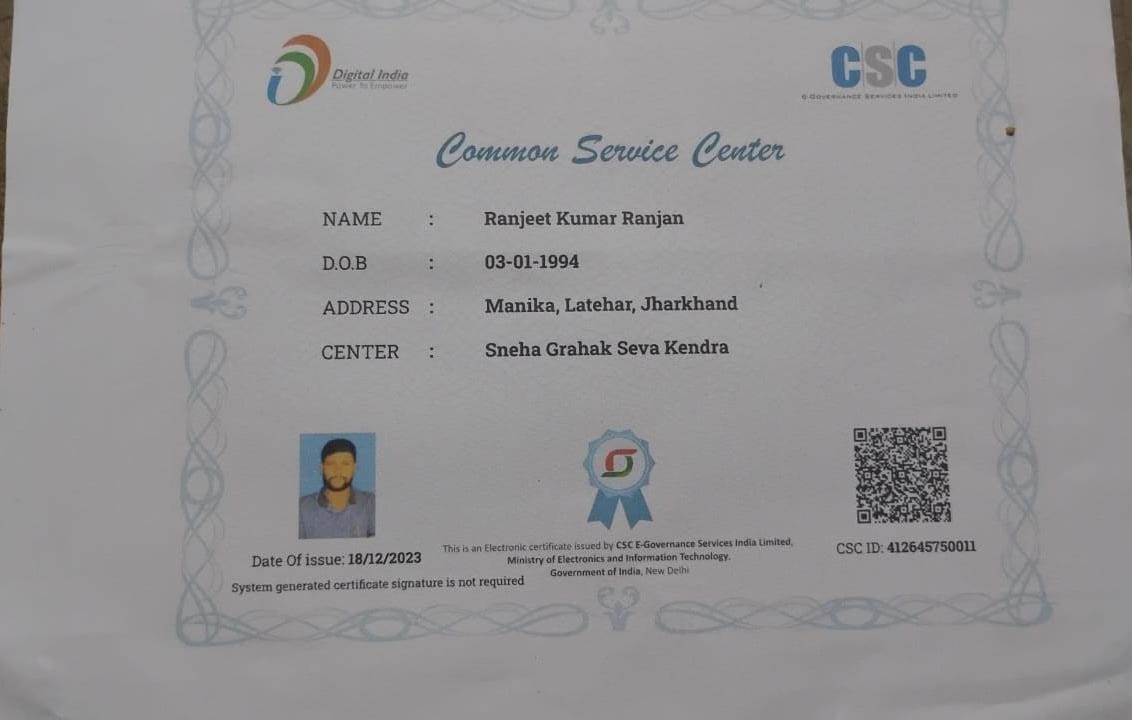 Digital India
Power To Empower
CSC
E-GOVERNANCE SERVICES INDIA LIMITED
Common Service Center
NAME : Ranjeet Kumar Ranjan
D.O.B : 03-01-1994
ADDRESS : Manika, Latehar, Jharkhand
CENTER : Sneha Grahak Seva Kendra
Date Of issue: 18/12/2023
System generated certificate signature is not required
This is an Electronic certificate issued by CSC E-Governance Services India Limited,
Ministry of Electronics and Information Technology,
Government of India, New Delhi
CSC ID: 412645750011